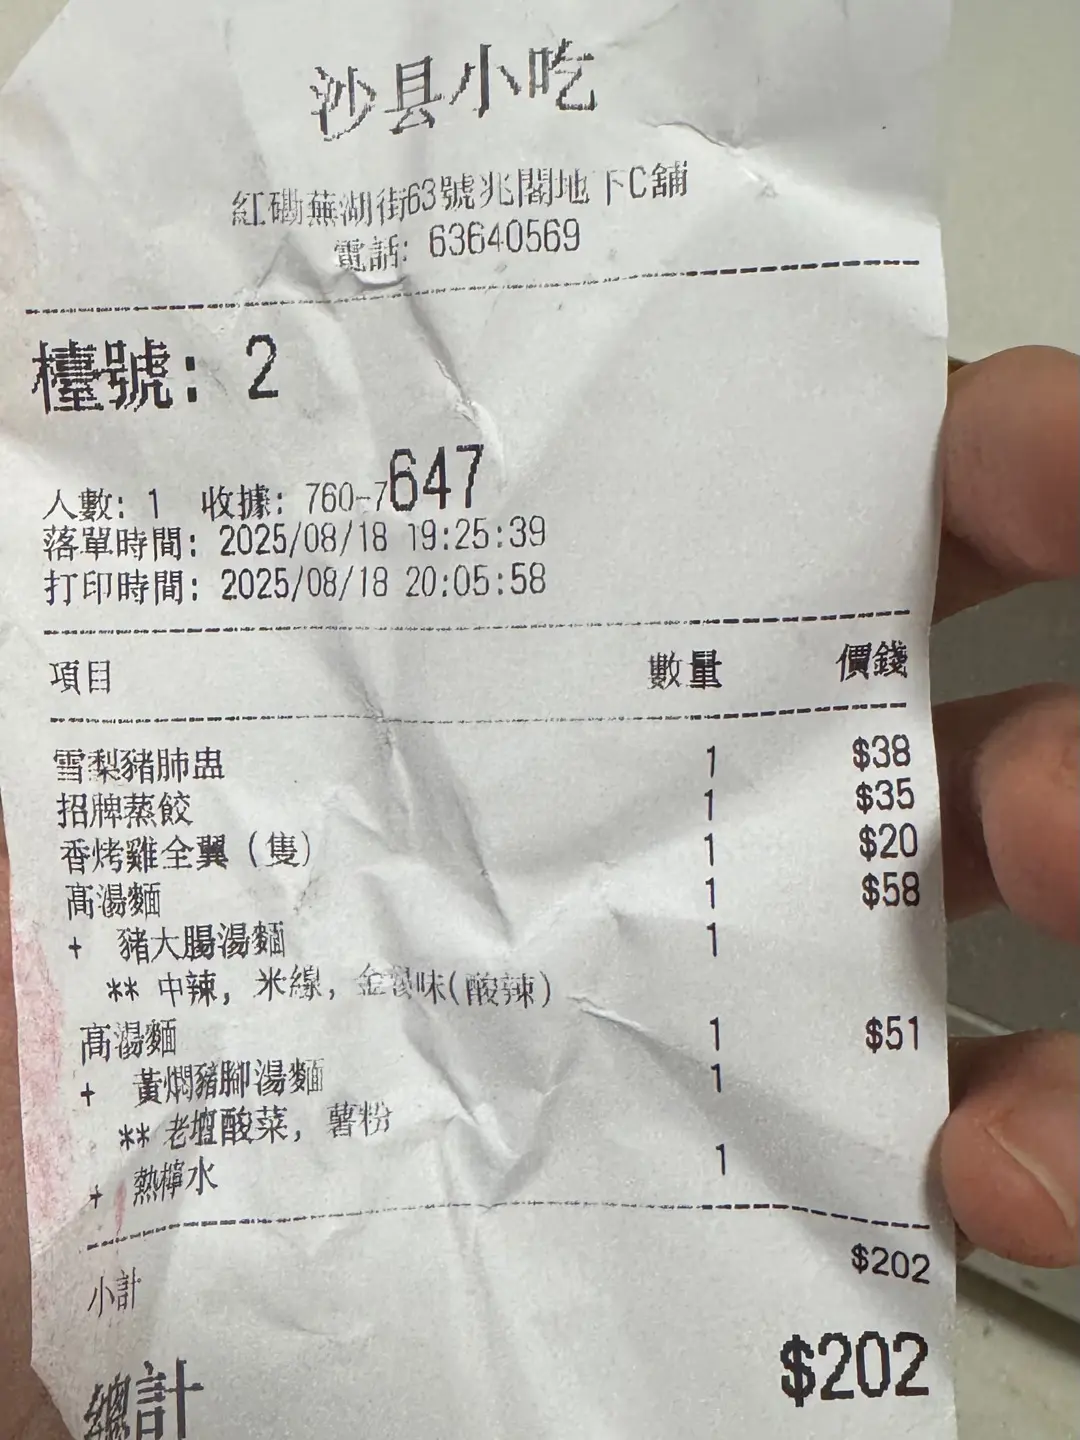 沙县小吃
紅磡蕪湖街63號兆閣地下C舖
電話: 63640569
檯號: 2
人數: 1 收據: 760-7647
落單時間: 2025/08/18 19:25:39
打印時間: 2025/08/18 20:05:58
項目 數量 價錢
雪梨豬肺盅 1 $38
招牌蒸餃 1 $35
香烤雞全翼 (隻) 1 $20
高湯麵 1 $58
+ 豬大腸湯麵 1
** 中辣, 米線, 金湯味(酸辣)
高湯麵 1 $51
+ 黃燜豬腳湯麵 1
** 老壇酸菜, 薯粉
+ 熱檸水 1
小計 $202
總計 $202